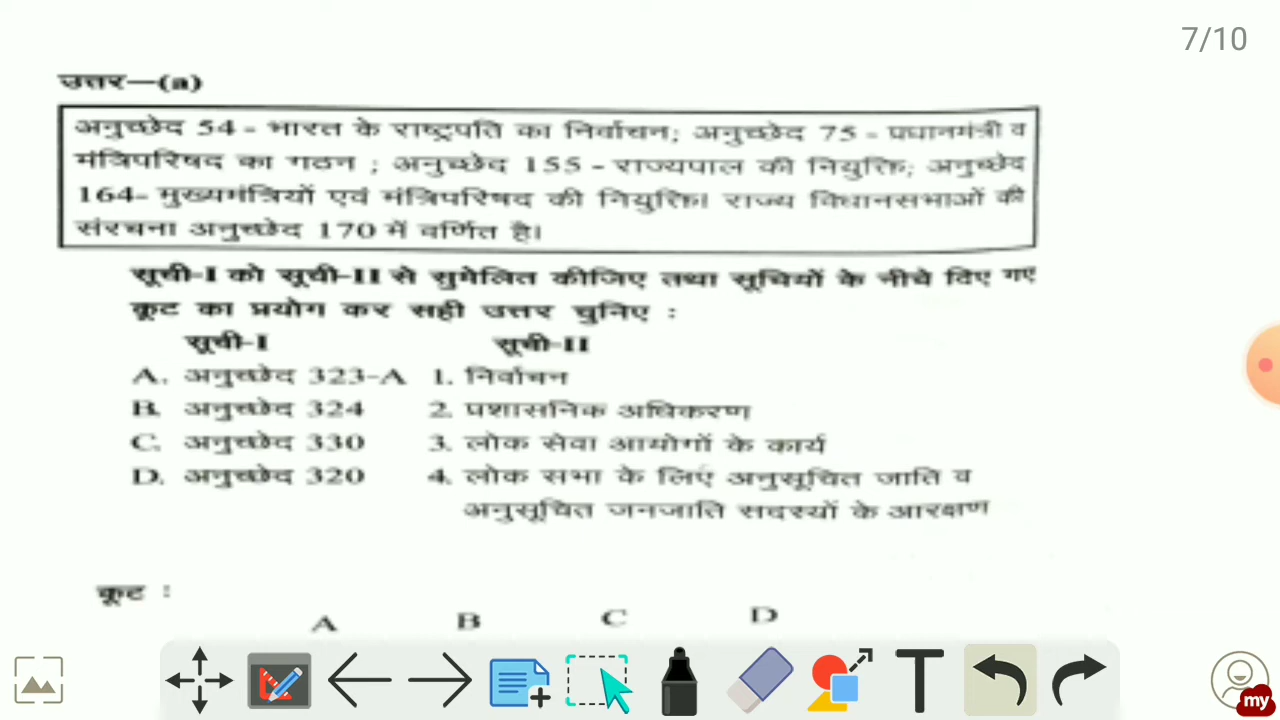 7/10
उत्तर—(a)
अनुच्छेद 54 - भारत के राष्ट्रपति का निर्वाचन; अनुच्छेद 75 - प्रधानमंत्री व
मंत्रिपरिषद का गठन ; अनुच्छेद 155 - राज्यपाल की नियुक्ति; अनुच्छेद
164- मुख्यमंत्रियों एवं मंत्रिपरिषद की नियुक्ति। राज्य विधानसभाओं की
संरचना अनुच्छेद 170 में वर्णित है।
सूची-I को सूची-II से सुमेलित कीजिए तथा सूचियों के नीचे दिए गए
कूट का प्रयोग कर सही उत्तर चुनिए :
सूची-I सूची-II
A. अनुच्छेद 323-A 1. निर्वाचन
B. अनुच्छेद 324 2. प्रशासनिक अधिकरण
C. अनुच्छेद 330 3. लोक सेवा आयोगों के कार्य
D. अनुच्छेद 320 4. लोक सभा के लिए अनुसूचित जाति व
अनुसूचित जनजाति सदस्यों के आरक्षण
कूट :
A B C D
T
my